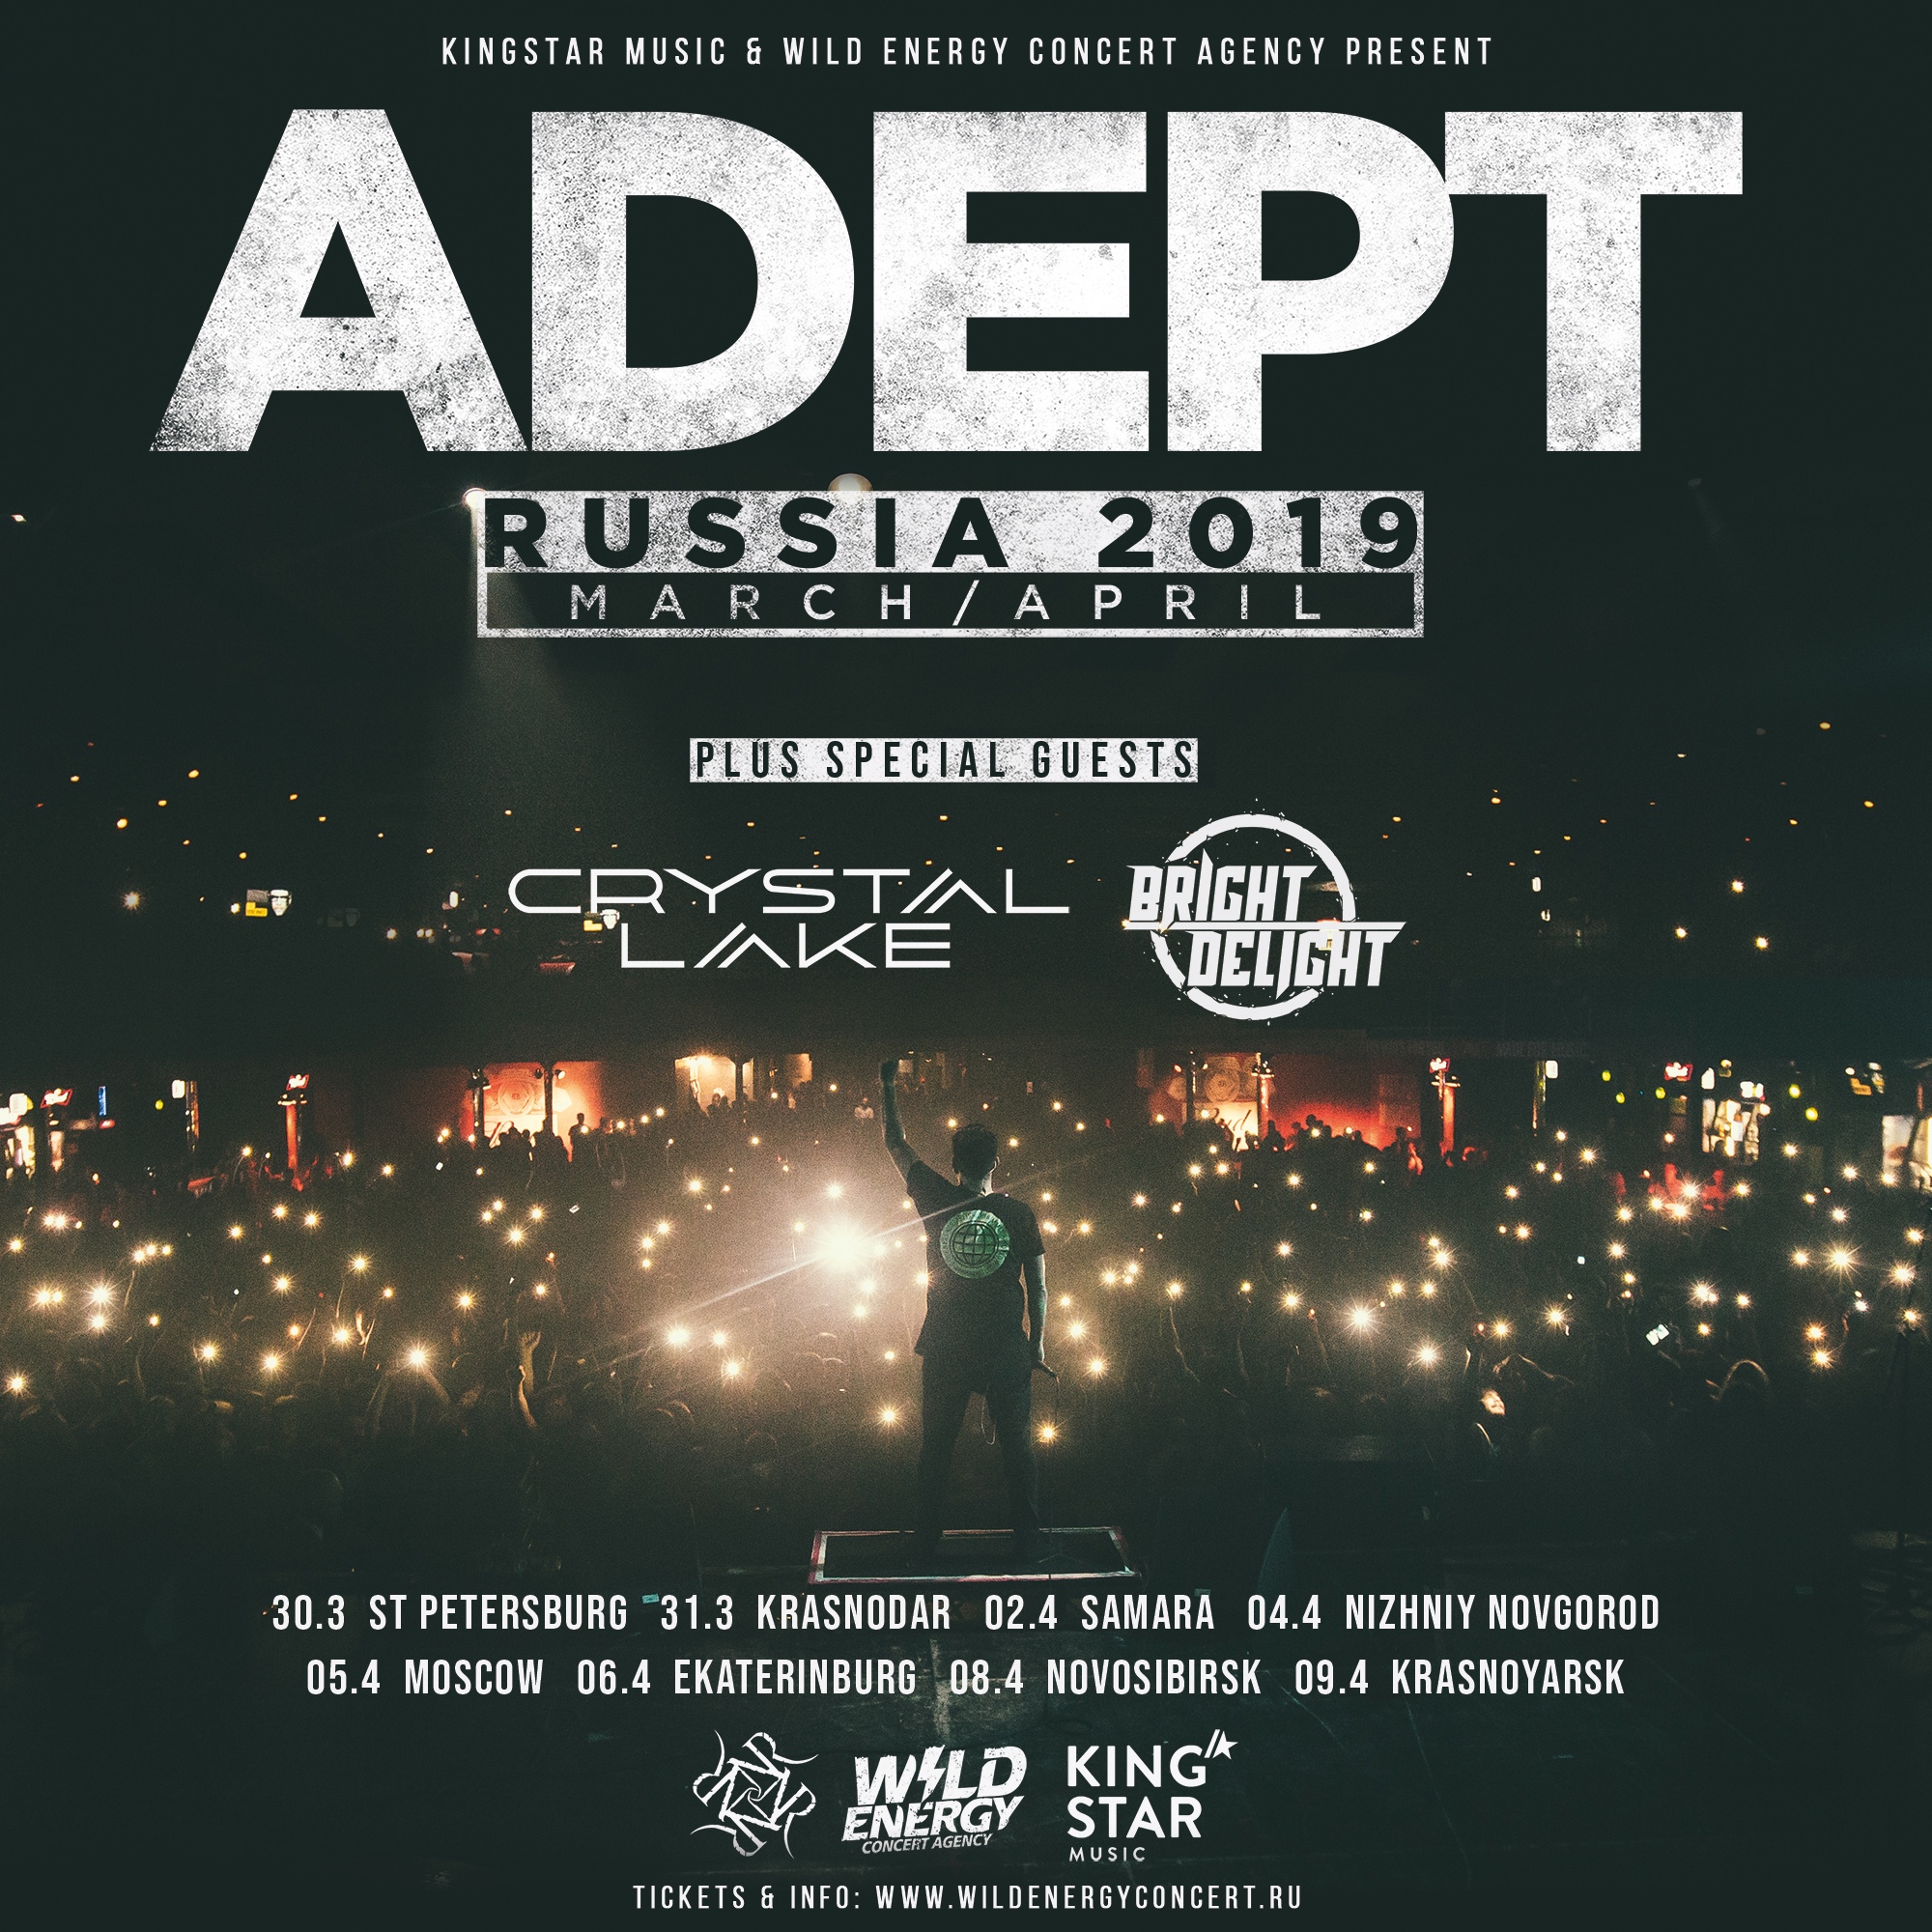 KINGSTAR MUSIC & WILD ENERGY CONCERT AGENCY PRESENT
ADEPT
RUSSIA 2019
MARCH/APRIL
PLUS SPECIAL GUESTS
CRYSTAL
LAKE
BRIGHT
DELIGHT
30.3 ST PETERSBURG 31.3 KRASNODAR 02.4 SAMARA 04.4 NIZHNIY NOVGOROD
05.4 MOSCOW 06.4 EKATERINBURG 08.4 NOVOSIBIRSK 09.4 KRASNOYARSK
WILD
ENERGY
CONCERT AGENCY
KING
STAR
MUSIC
TICKETS & INFO: WWW.WILDENERGYCONCERT.RU